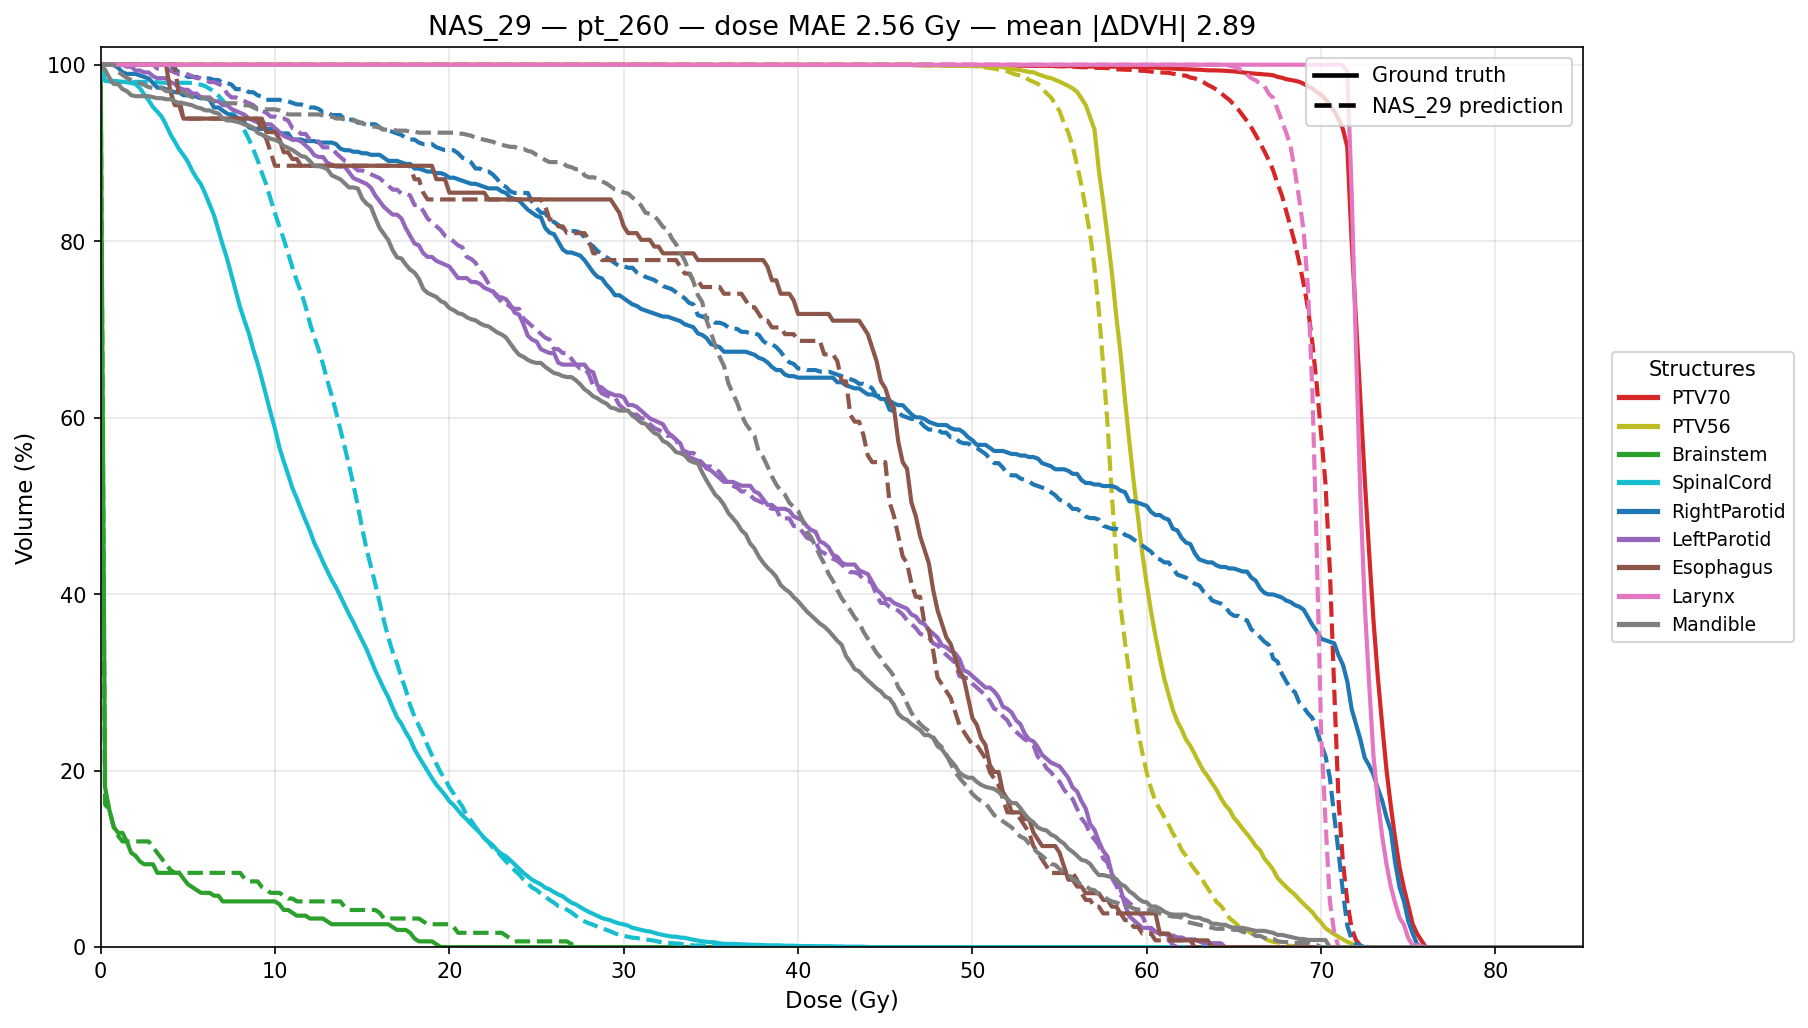 NAS_29 — pt_260 — dose MAE 2.56 Gy — mean |ΔDVH| 2.89
Ground truth
NAS_29 prediction
Volume (%)
100
80
60
40
20
0
0 10 20 30 40 50 60 70 80
Dose (Gy)
Structures
PTV70
PTV56
Brainstem
SpinalCord
RightParotid
LeftParotid
Esophagus
Larynx
Mandible